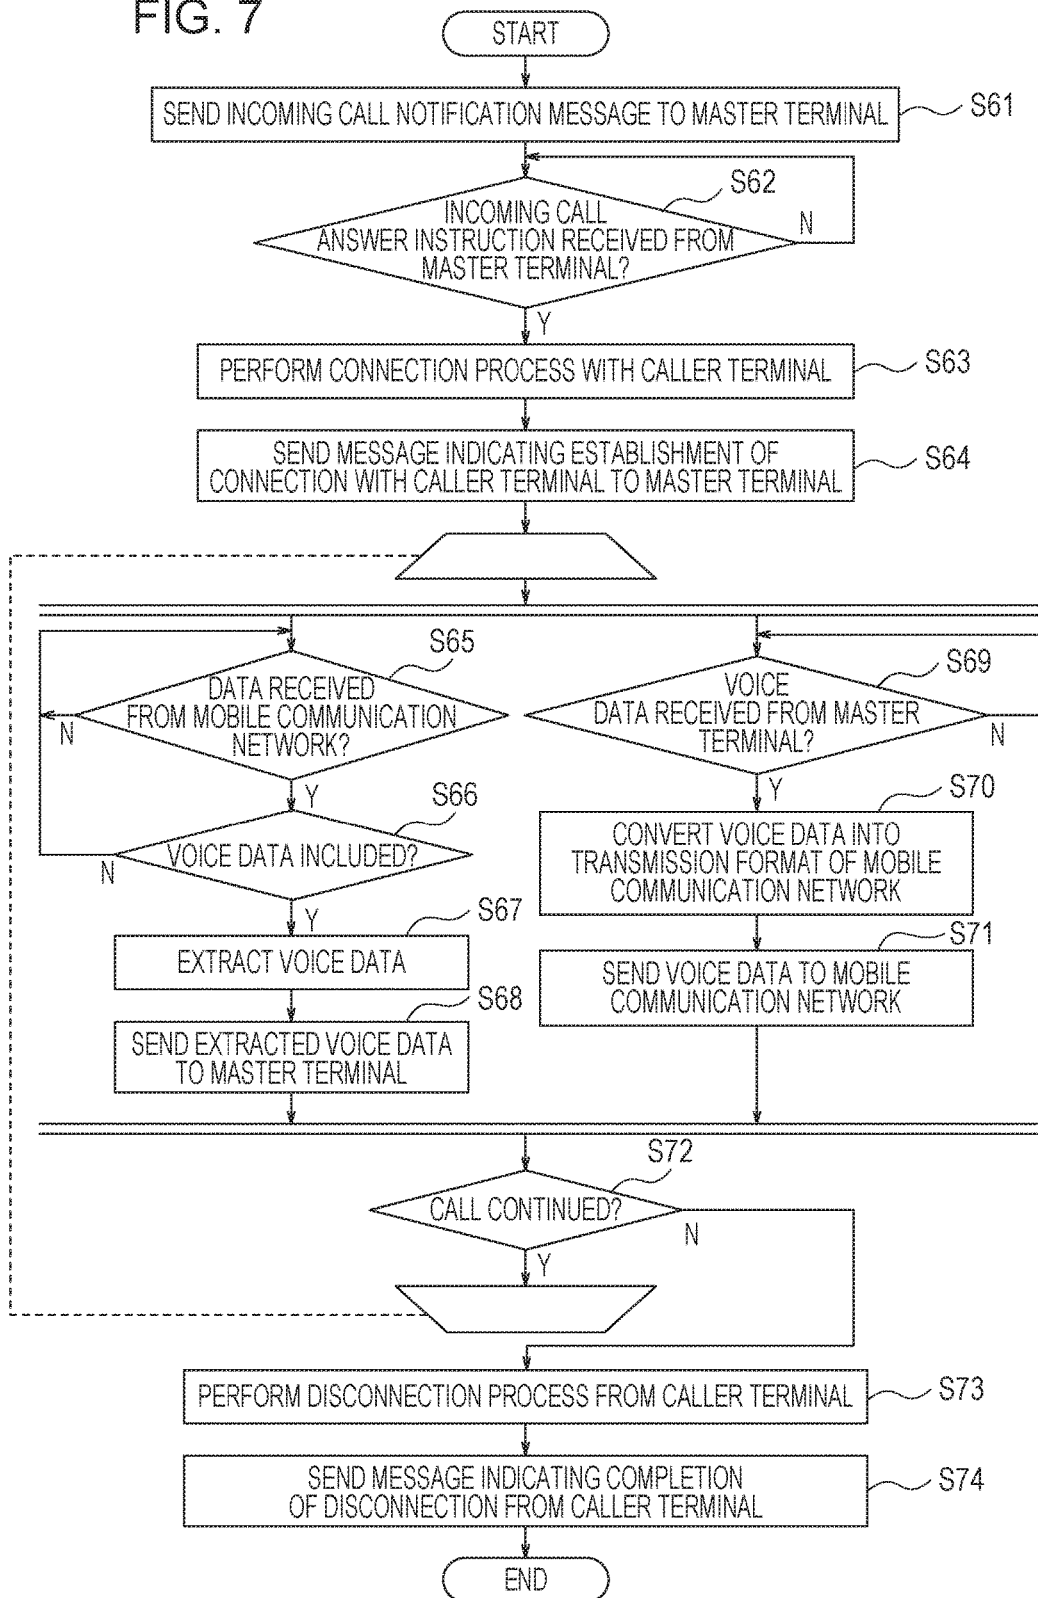 FIG. 7
START
SEND INCOMING CALL NOTIFICATION MESSAGE TO MASTER TERMINAL
S61
S62
INCOMING CALL
ANSWER INSTRUCTION RECEIVED FROM
MASTER TERMINAL?
N
Y
PERFORM CONNECTION PROCESS WITH CALLER TERMINAL
S63
SEND MESSAGE INDICATING ESTABLISHMENT OF
CONNECTION WITH CALLER TERMINAL TO MASTER TERMINAL
S64
S65
DATA RECEIVED
FROM MOBILE COMMUNICATION
NETWORK?
N
Y
S66
VOICE DATA INCLUDED?
N
Y
S67
EXTRACT VOICE DATA
S68
SEND EXTRACTED VOICE DATA
TO MASTER TERMINAL
S69
VOICE
DATA RECEIVED FROM MASTER
TERMINAL?
N
Y
S70
CONVERT VOICE DATA INTO
TRANSMISSION FORMAT OF MOBILE
COMMUNICATION NETWORK
S71
SEND VOICE DATA TO MOBILE
COMMUNICATION NETWORK
S72
CALL CONTINUED?
N
Y
PERFORM DISCONNECTION PROCESS FROM CALLER TERMINAL
S73
SEND MESSAGE INDICATING COMPLETION
OF DISCONNECTION FROM CALLER TERMINAL
S74
END